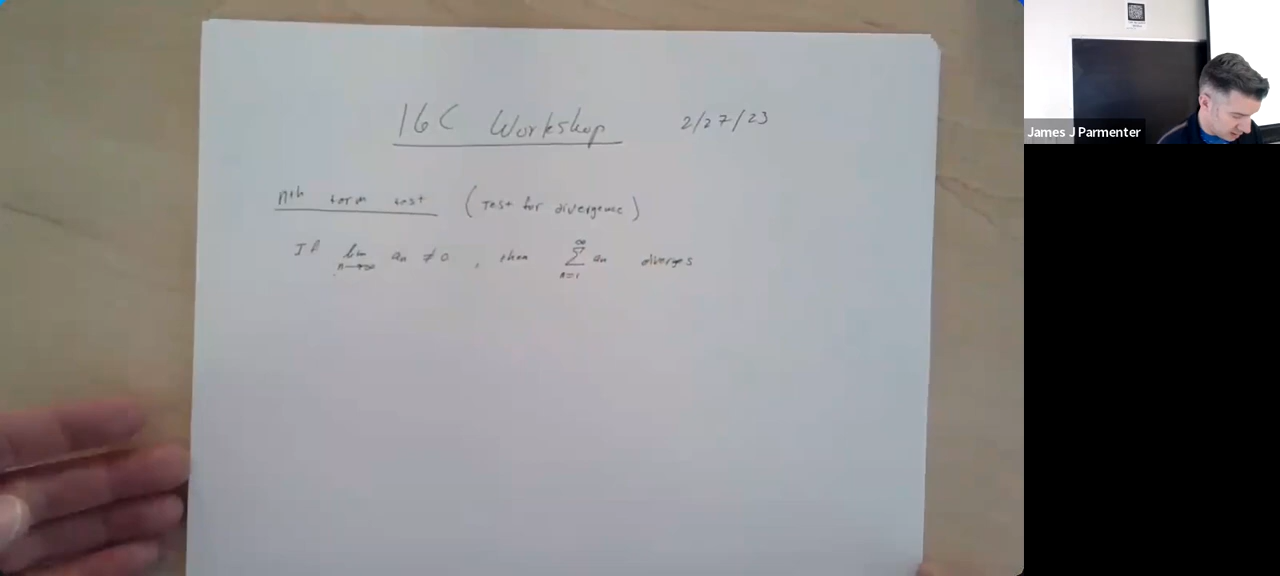 16C Workshop 2/27/23
nth term test (Test for divergence)
If lim n→∞ an ≠ 0, then ∞ Σ n=1 an diverges
James J Parmenter